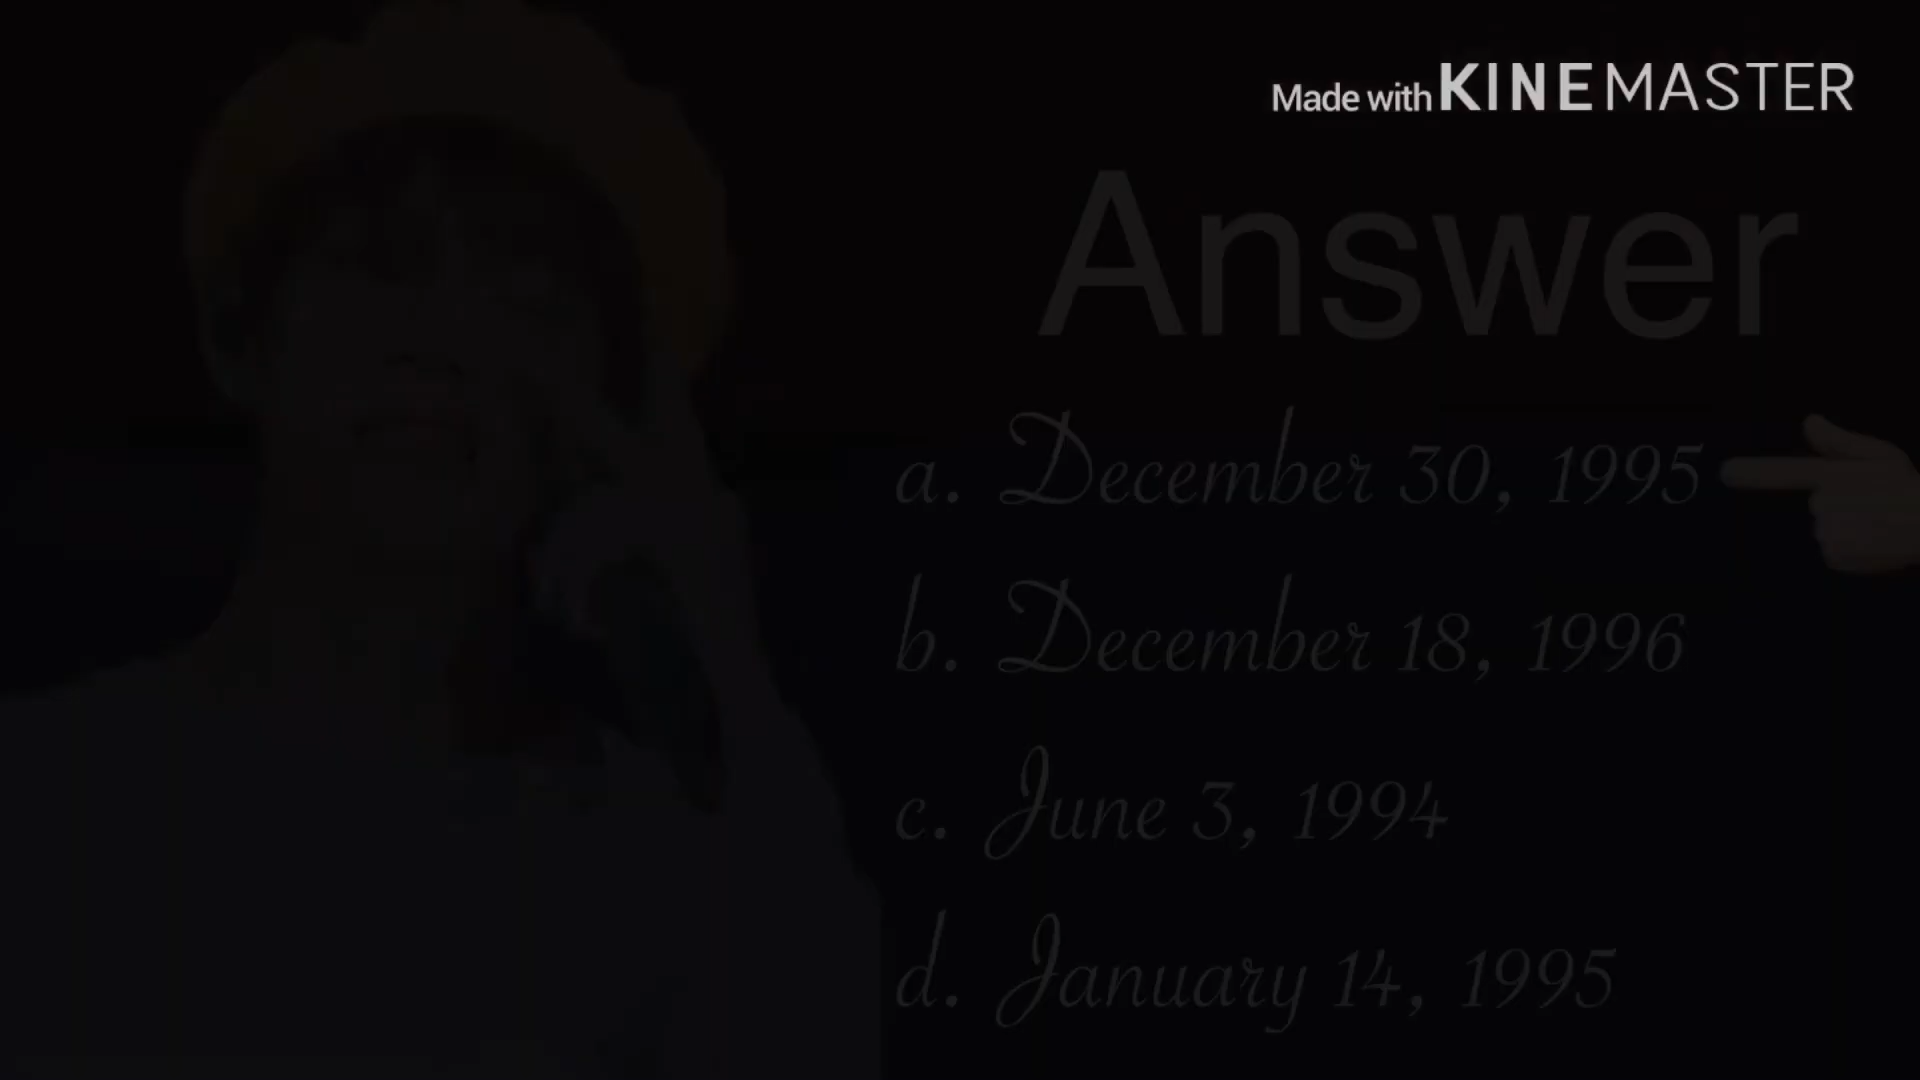 Made with KINEMASTER
Answer
a. December 30, 1995
b. December 18, 1996
c. June 3, 1994
d. January 14, 1995